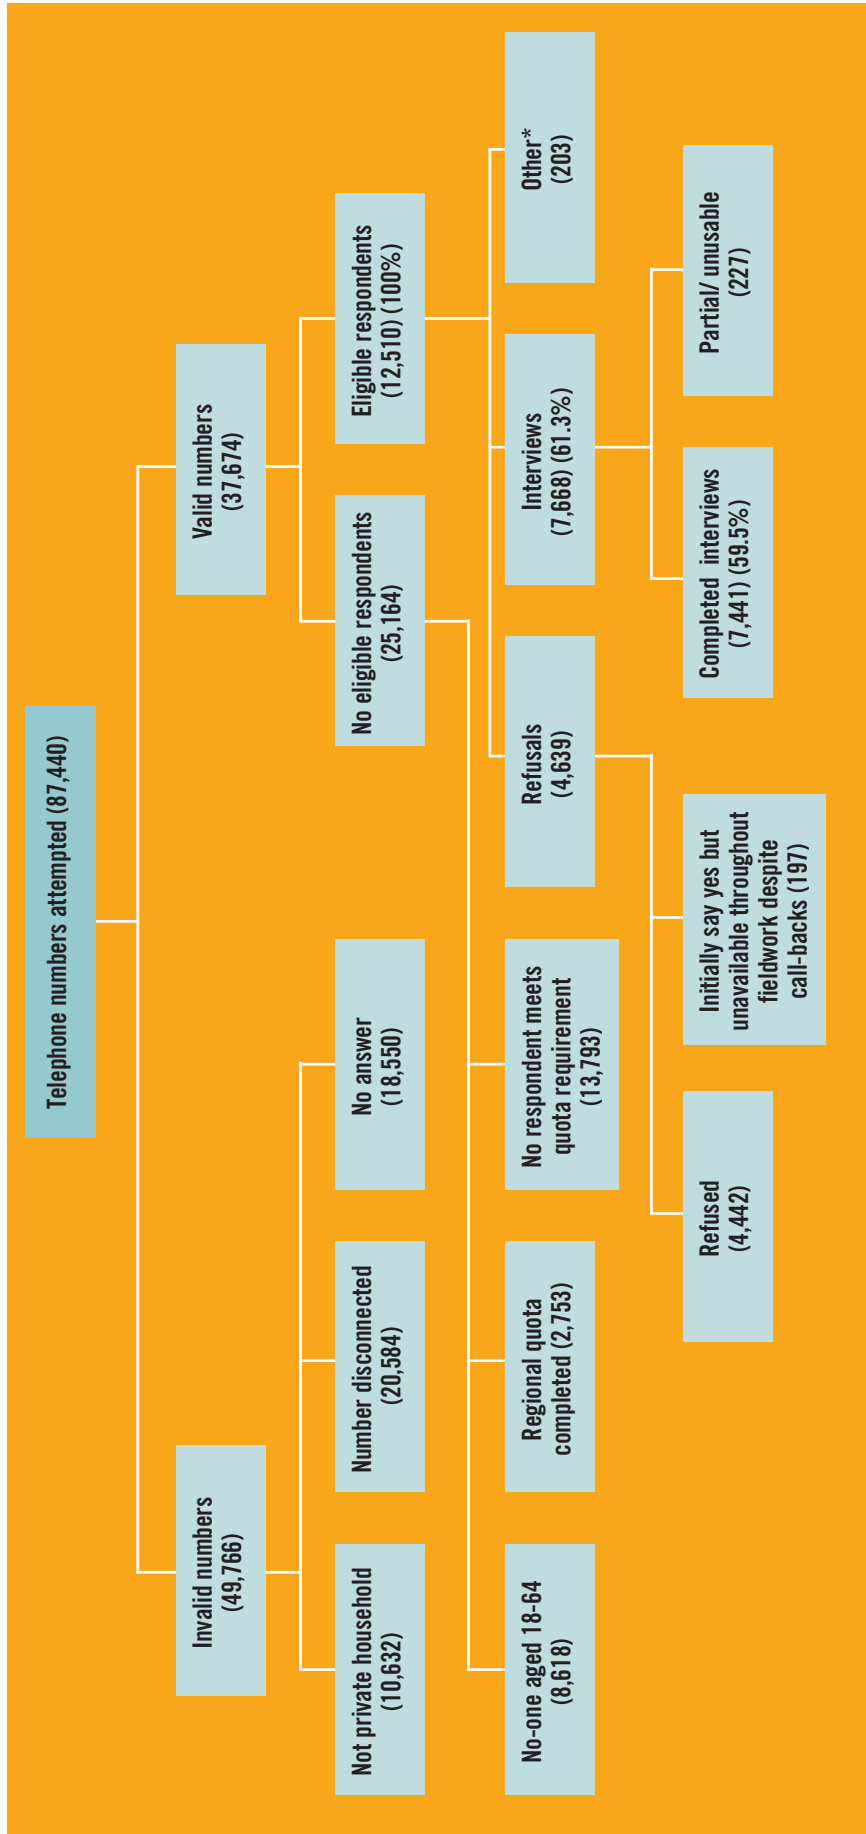 Telephone numbers attempted (87,440)
Invalid numbers
(49,766)
Valid numbers
(37,674)
Not private household
(10,632)
Number disconnected
(20,584)
No answer
(18,550)
No eligible respondents
(25,164)
Eligible respondents
(12,510) (100%)
No-one aged 18-64
(8,618)
Regional quota
completed (2,753)
No respondent meets
quota requirement
(13,793)
Refusals
(4,639)
Interviews
(7,668) (61.3%)
Other*
(203)
Refused
(4,442)
Initially say yes but
unavailable throughout
fieldwork despite
call-backs (197)
Completed interviews
(7,441) (59.5%)
Partial/ unusable
(227)